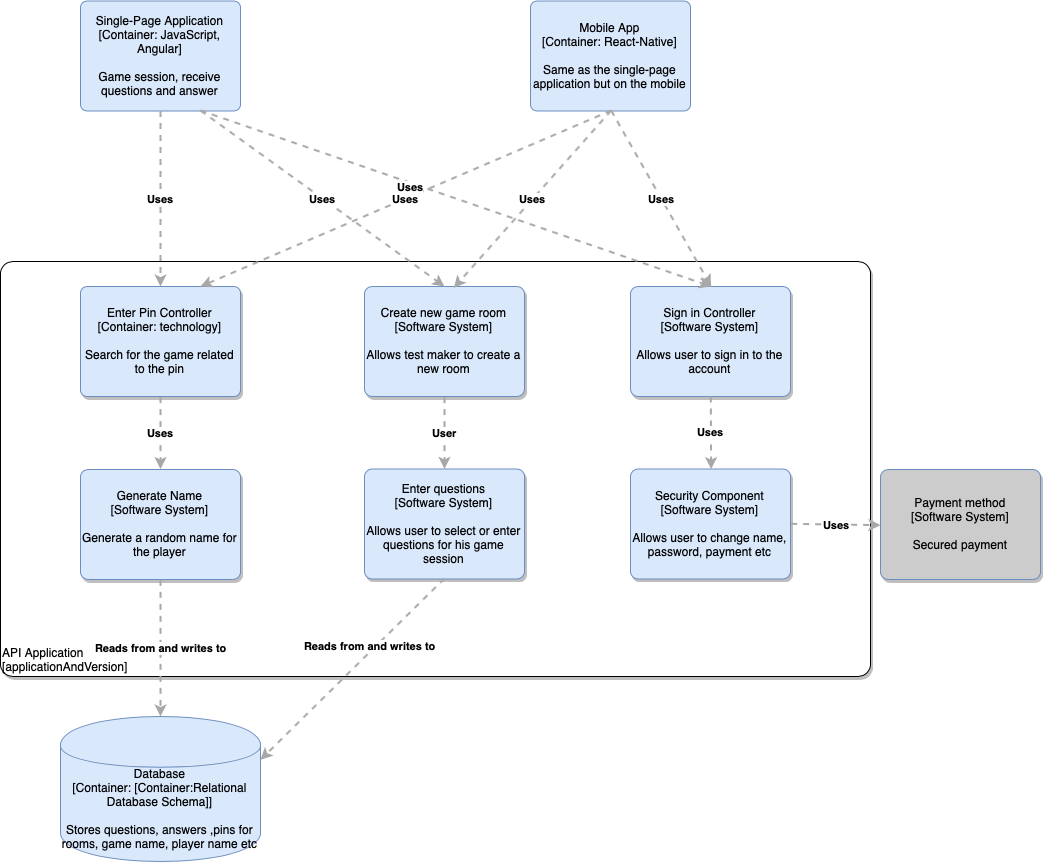 Single-Page Application
[Container: JavaScript,
Angular]
Game session, receive
questions and answer
Mobile App
[Container: React-Native]
Same as the single-page
application but on the mobile
Uses
Uses
Uses
Uses
Uses
Uses
Enter Pin Controller
[Container: technology]
Search for the game related
to the pin
Create new game room
[Software System]
Allows test maker to create a
new room
Sign in Controller
[Software System]
Allows user to sign in to the
account
Uses
User
Uses
Generate Name
[Software System]
Generate a random name for
the player
Enter questions
[Software System]
Allows user to select or enter
questions for his game
session
Security Component
[Software System]
Allows user to change name,
password, payment etc
Uses
Payment method
[Software System]
Secured payment
API Application
[applicationAndVersion]
Reads from and writes to
Reads from and writes to
Database
[Container: [Container:Relational
Database Schema]]
Stores questions, answers ,pins for
rooms, game name, player name etc